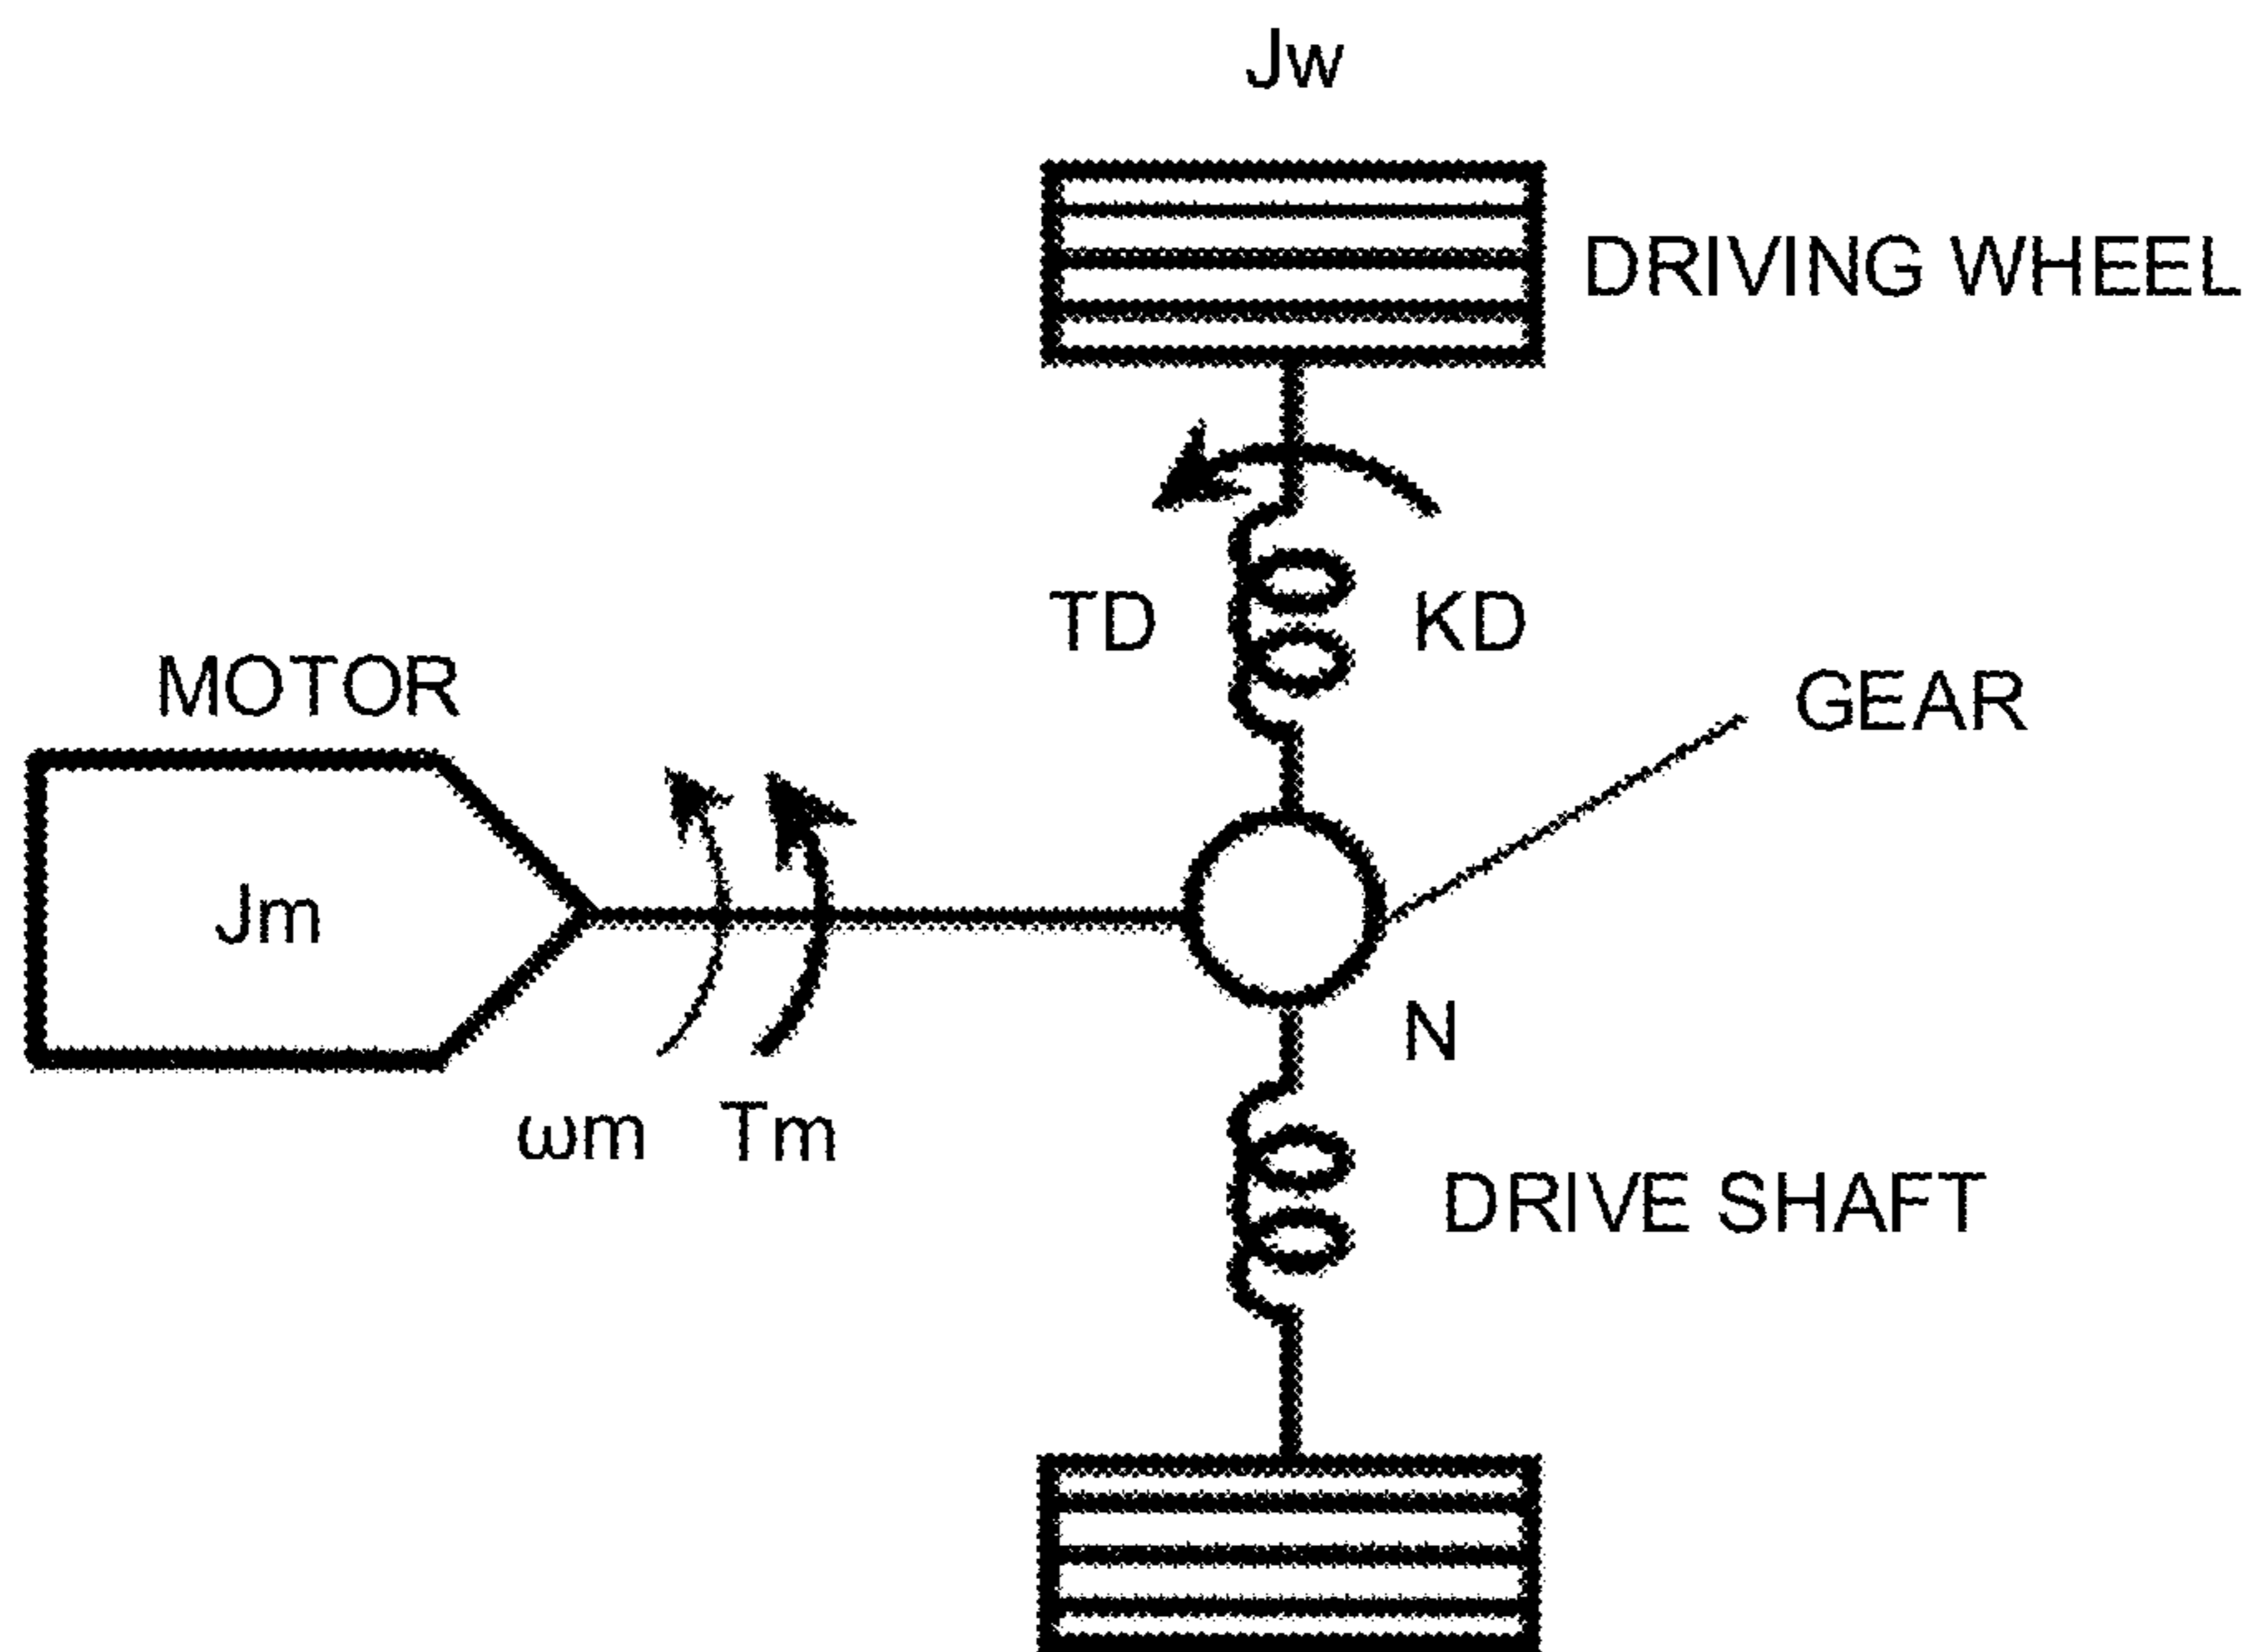 Jw
DRIVING WHEEL
TD
KD
MOTOR
GEAR
Jm
N
ωm
Tm
DRIVE SHAFT